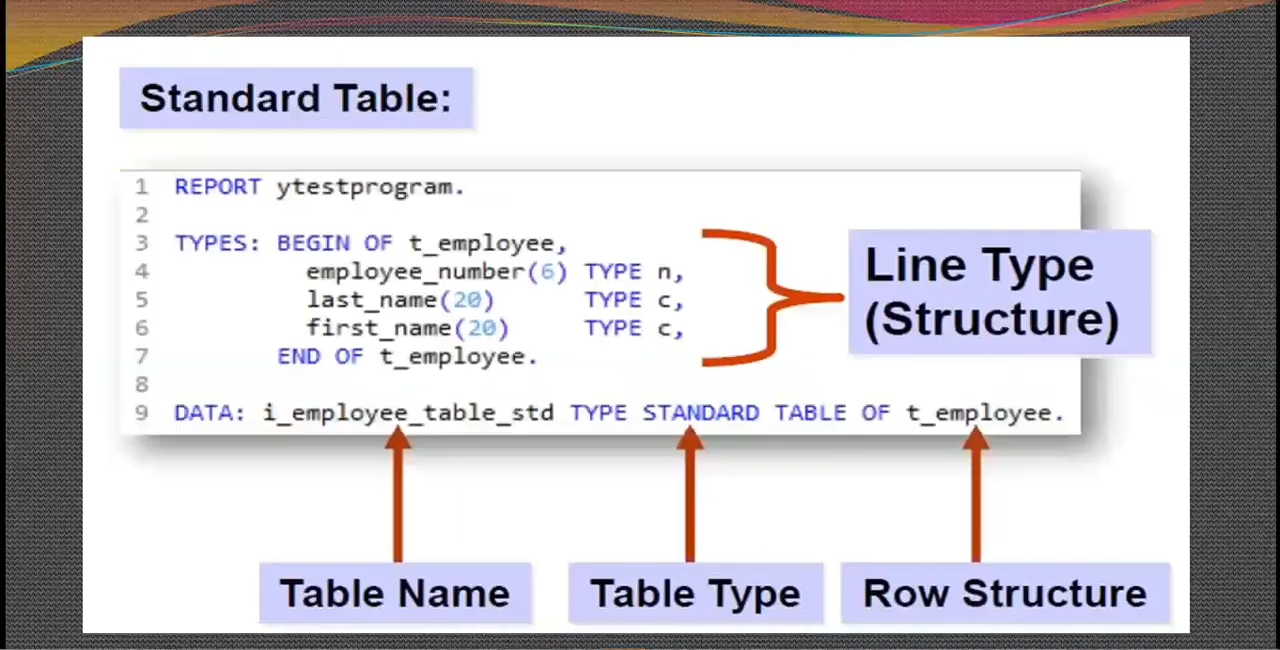 Standard Table:
1 REPORT ytestprogram.
2
3 TYPES: BEGIN OF t_employee,
4 employee_number(6) TYPE n,
5 last_name(20) TYPE c,
6 first_name(20) TYPE c,
7 END OF t_employee.
8
9 DATA: i_employee_table_std TYPE STANDARD TABLE OF t_employee.
Line Type
(Structure)
Table Name
Table Type
Row Structure